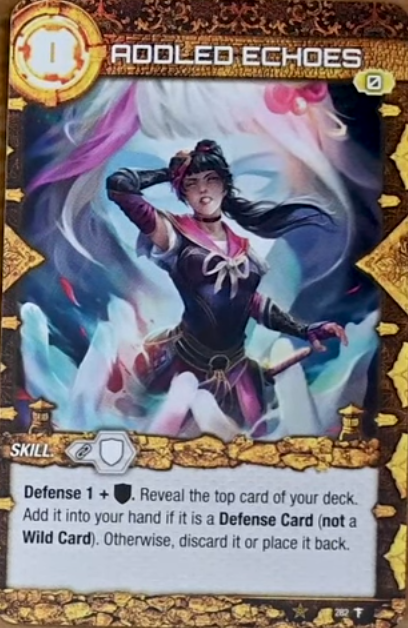 1 ADDLED ECHOES
0
SKILL
Defense 1 + . Reveal the top card of your deck.
Add it into your hand if it is a Defense Card (not a
Wild Card). Otherwise, discard it or place it back.
282